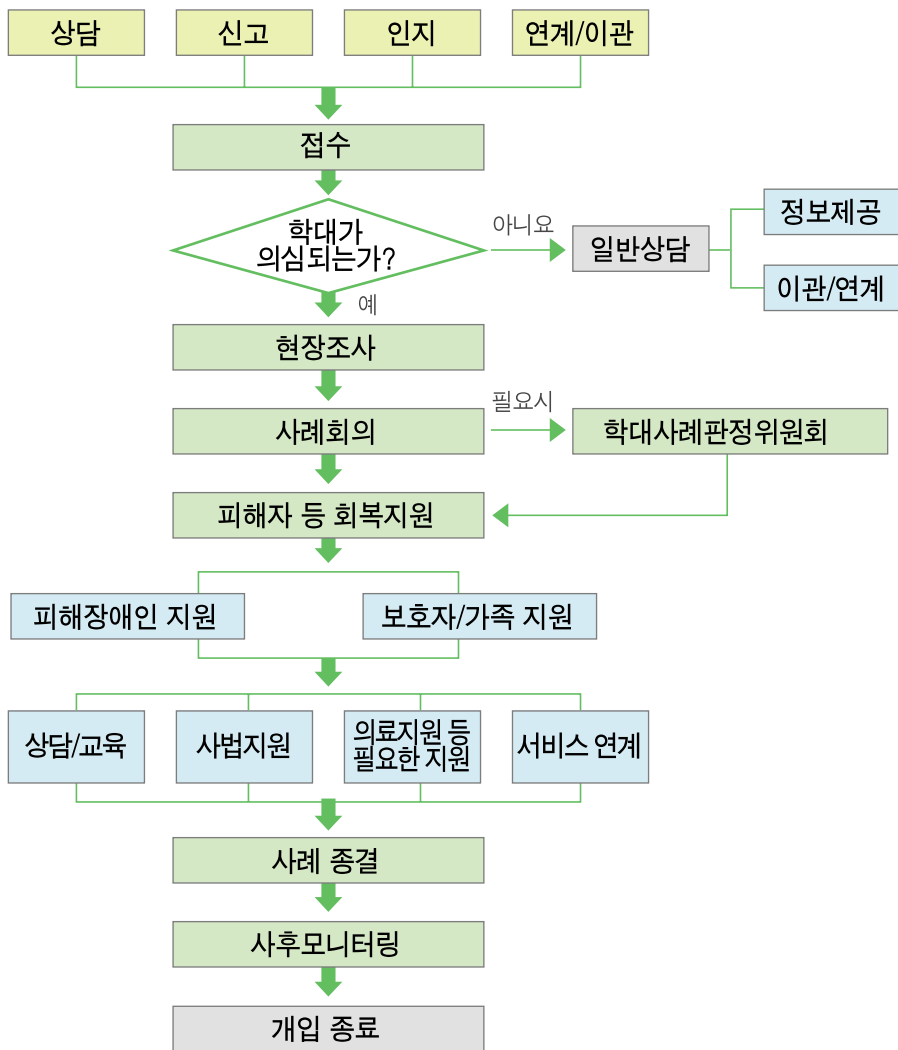 상담
신고
인지
연계/이관
접수
학대가
의심되는가?
아니요
일반상담
정보제공
이관/연계
예
현장조사
사례회의
필요시
학대사례판정위원회
피해자 등 회복지원
피해장애인 지원
보호자/가족 지원
상담/교육
사법지원
의료지원 등
필요한 지원
서비스 연계
사례 종결
사후모니터링
개입 종료